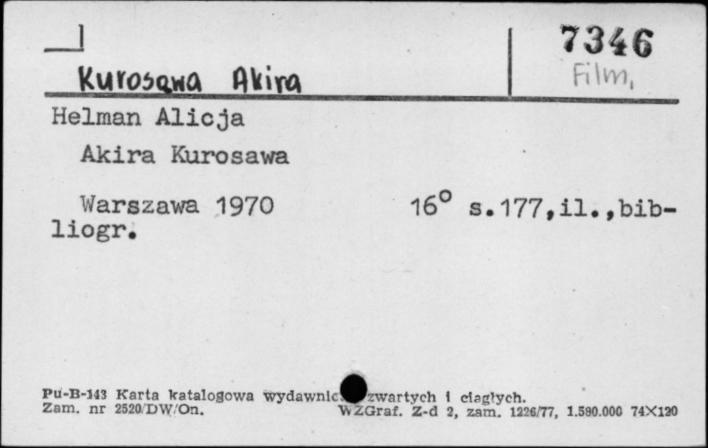 7346
Film,
Kurosawa Akira
Helman Alicja
Akira Kurosawa
Warszawa 1970 16° s.177,il.,bib-
liogr.
Pu-B-143 Karta katalogowa zwartych i ciągłych.
Zam. nr 2520/DW/On. WZGraf. Z-d 2, zam. 1226/77, 1.580.000 74X120